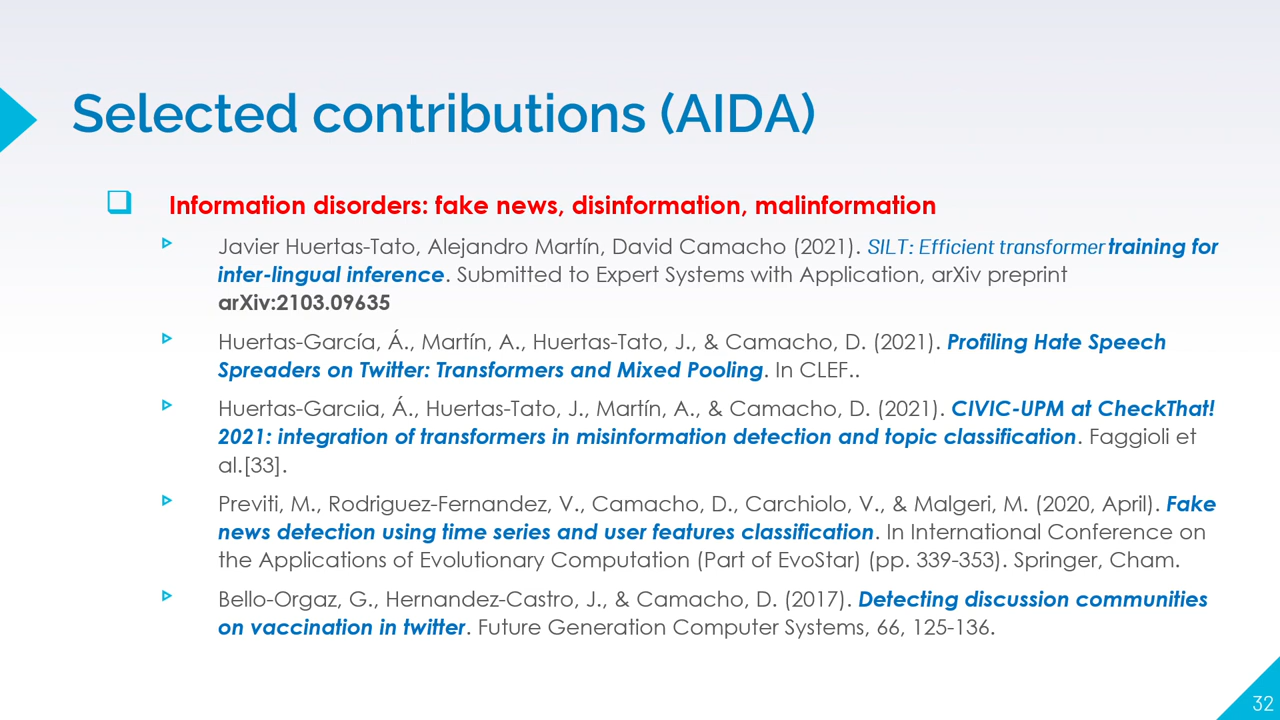 Selected contributions (AIDA)
Information disorders: fake news, disinformation, malinformation
Javier Huertas-Tato, Alejandro Martín, David Camacho (2021). SILT: Efficient transformer training for
inter-lingual inference. Submitted to Expert Systems with Application, arXiv preprint
arXiv:2103.09635
Huertas-García, Á., Martín, A., Huertas-Tato, J., & Camacho, D. (2021). Profiling Hate Speech
Spreaders on Twitter: Transformers and Mixed Pooling. In CLEF..
Huertas-Garcıia, Á., Huertas-Tato, J., Martín, A., & Camacho, D. (2021). CIVIC-UPM at CheckThat!
2021: integration of transformers in misinformation detection and topic classification. Faggioli et
al.[33].
Previti, M., Rodriguez-Fernandez, V., Camacho, D., Carchiolo, V., & Malgeri, M. (2020, April). Fake
news detection using time series and user features classification. In International Conference on
the Applications of Evolutionary Computation (Part of EvoStar) (pp. 339-353). Springer, Cham.
Bello-Orgaz, G., Hernandez-Castro, J., & Camacho, D. (2017). Detecting discussion communities
on vaccination in twitter. Future Generation Computer Systems, 66, 125-136.
32